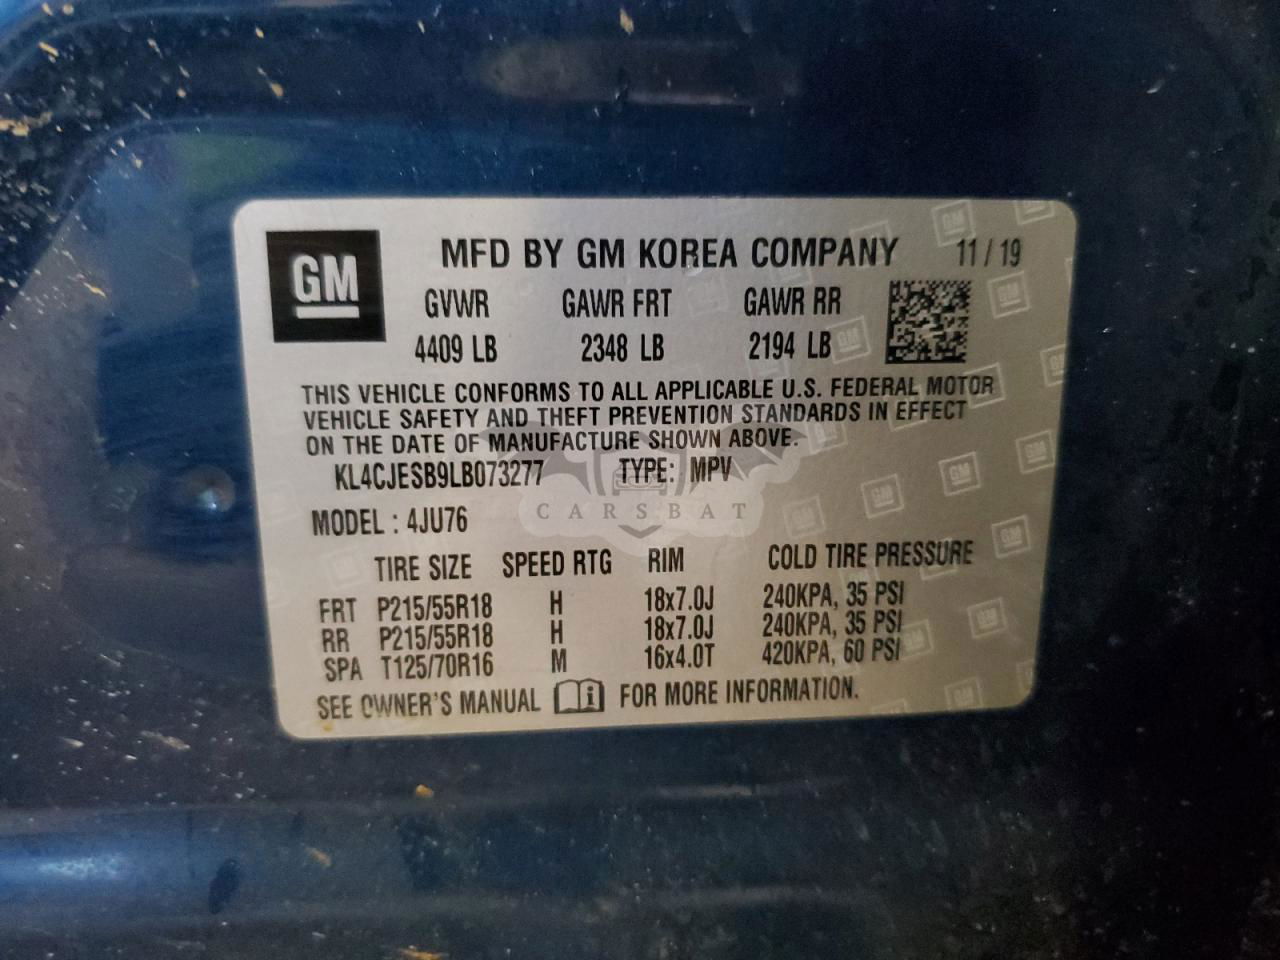 GM
MFD BY GM KOREA COMPANY 11 / 19
GVWR GAWR FRT GAWR RR
4409 LB 2348 LB 2194 LB
THIS VEHICLE CONFORMS TO ALL APPLICABLE U.S. FEDERAL MOTOR
VEHICLE SAFETY AND THEFT PREVENTION STANDARDS IN EFFECT
ON THE DATE OF MANUFACTURE SHOWN ABOVE.
KL4CJESB9LB073277 TYPE: MPV
CARSBAT
MODEL : 4JU76
TIRE SIZE SPEED RTG RIM COLD TIRE PRESSURE
FRT P215/55R18 H 18x7.0J 240KPA, 35 PSI
RR P215/55R18 H 18x7.0J 240KPA, 35 PSI
SPA T125/70R16 M 16x4.0T 420KPA, 60 PSI
SEE OWNER'S MANUAL FOR MORE INFORMATION.